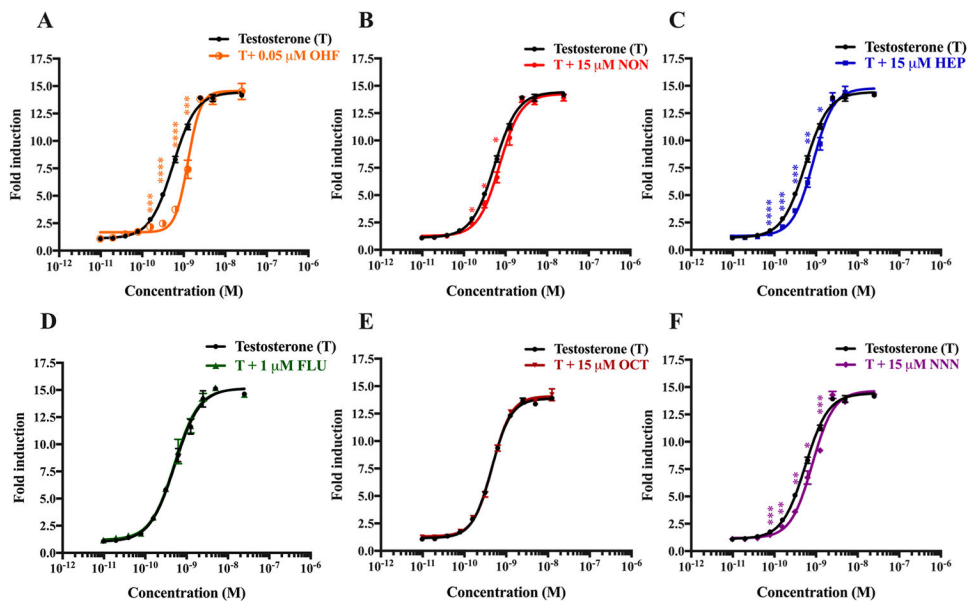 A
Testosterone (T)
T+ 0.05 μM OHF
Fold induction
17.5
15.0
12.5
10.0
7.5
5.0
2.5
0.0
***
****
****
***
10-12 10-11 10-10 10-9 10-8 10-7 10-6
Concentration (M)
B
Testosterone (T)
T + 15 μM NON
Fold induction
17.5
15.0
12.5
10.0
7.5
5.0
2.5
0.0
*
*
*
10-12 10-11 10-10 10-9 10-8 10-7 10-6
Concentration (M)
C
Testosterone (T)
T + 15 μM HEP
Fold induction
17.5
15.0
12.5
10.0
7.5
5.0
2.5
0.0
****
***
***
**
*
10-12 10-11 10-10 10-9 10-8 10-7 10-6
Concentration (M)
D
Testosterone (T)
T + 1 μM FLU
Fold induction
17.5
15.0
12.5
10.0
7.5
5.0
2.5
0.0
10-12 10-11 10-10 10-9 10-8 10-7 10-6
Concentration (M)
E
Testosterone (T)
T + 15 μM OCT
Fold induction
17.5
15.0
12.5
10.0
7.5
5.0
2.5
0.0
10-12 10-11 10-10 10-9 10-8 10-7 10-6
Concentration (M)
F
Testosterone (T)
T + 15 μM NNN
Fold induction
17.5
15.0
12.5
10.0
7.5
5.0
2.5
0.0
***
**
**
*
***
10-12 10-11 10-10 10-9 10-8 10-7 10-6
Concentration (M)